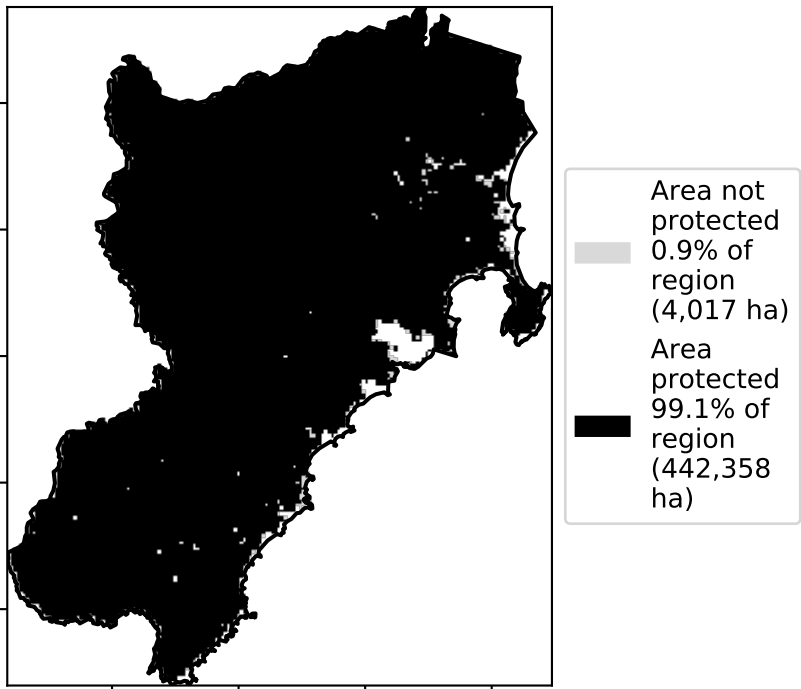 Area not
protected
0.9% of
region
(4,017 ha)
Area
protected
99.1% of
region
(442,358
ha)